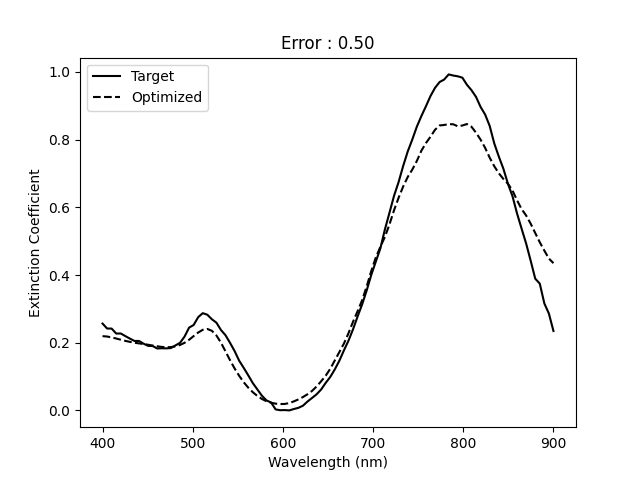 Error : 0.50
Target
Optimized
1.0
0.8
0.6
0.4
0.2
0.0
Extinction Coefficient
400 500 600 700 800 900
Wavelength (nm)